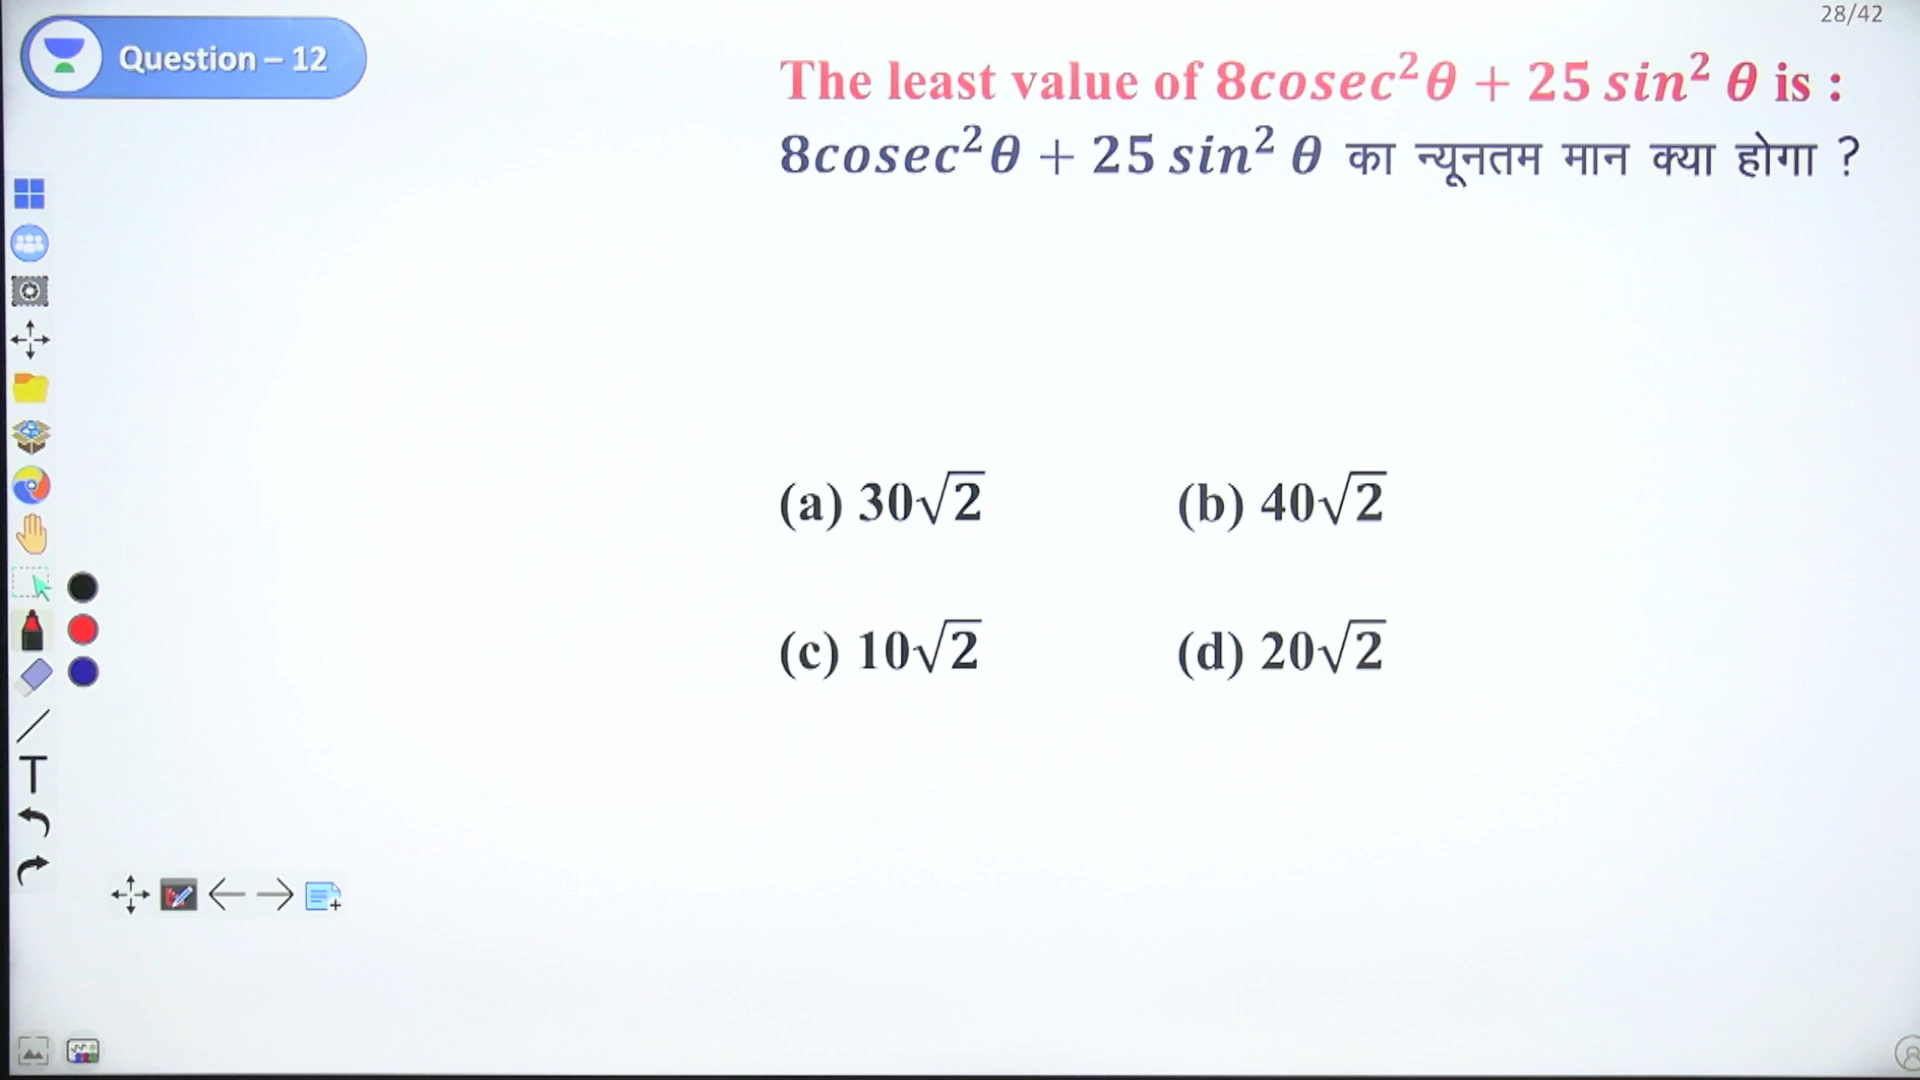 28/42
Question – 12
The least value of 8cosec²θ + 25 sin² θ is :
8cosec²θ + 25 sin² θ का न्यूनतम मान क्या होगा ?
(a) 30√2
(b) 40√2
(c) 10√2
(d) 20√2
T